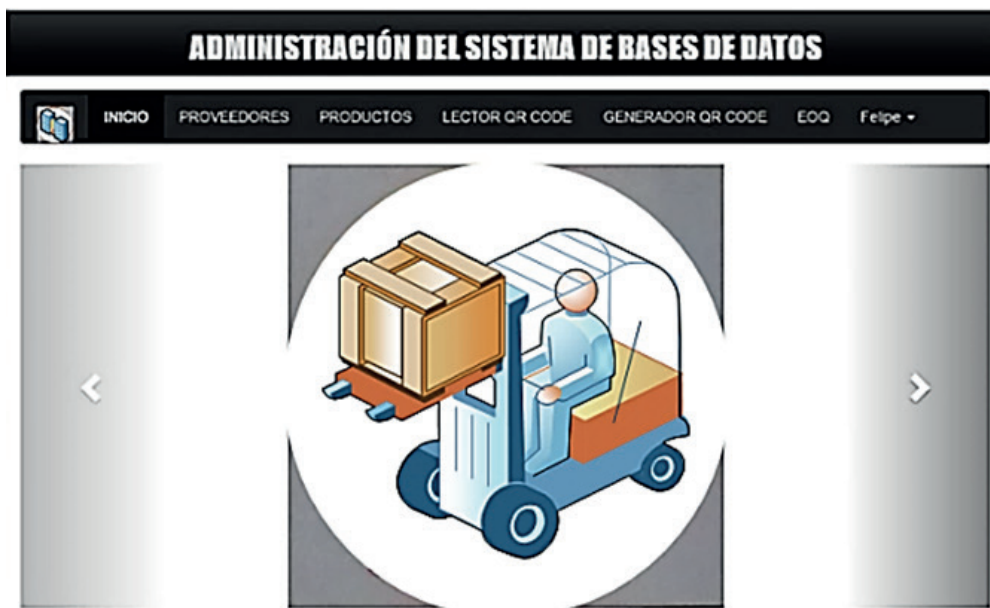 ADMINISTRACIÓN DEL SISTEMA DE BASES DE DATOS
INICIO PROVEEDORES PRODUCTOS LECTOR QR CODE GENERADOR QR CODE EOQ Felipe